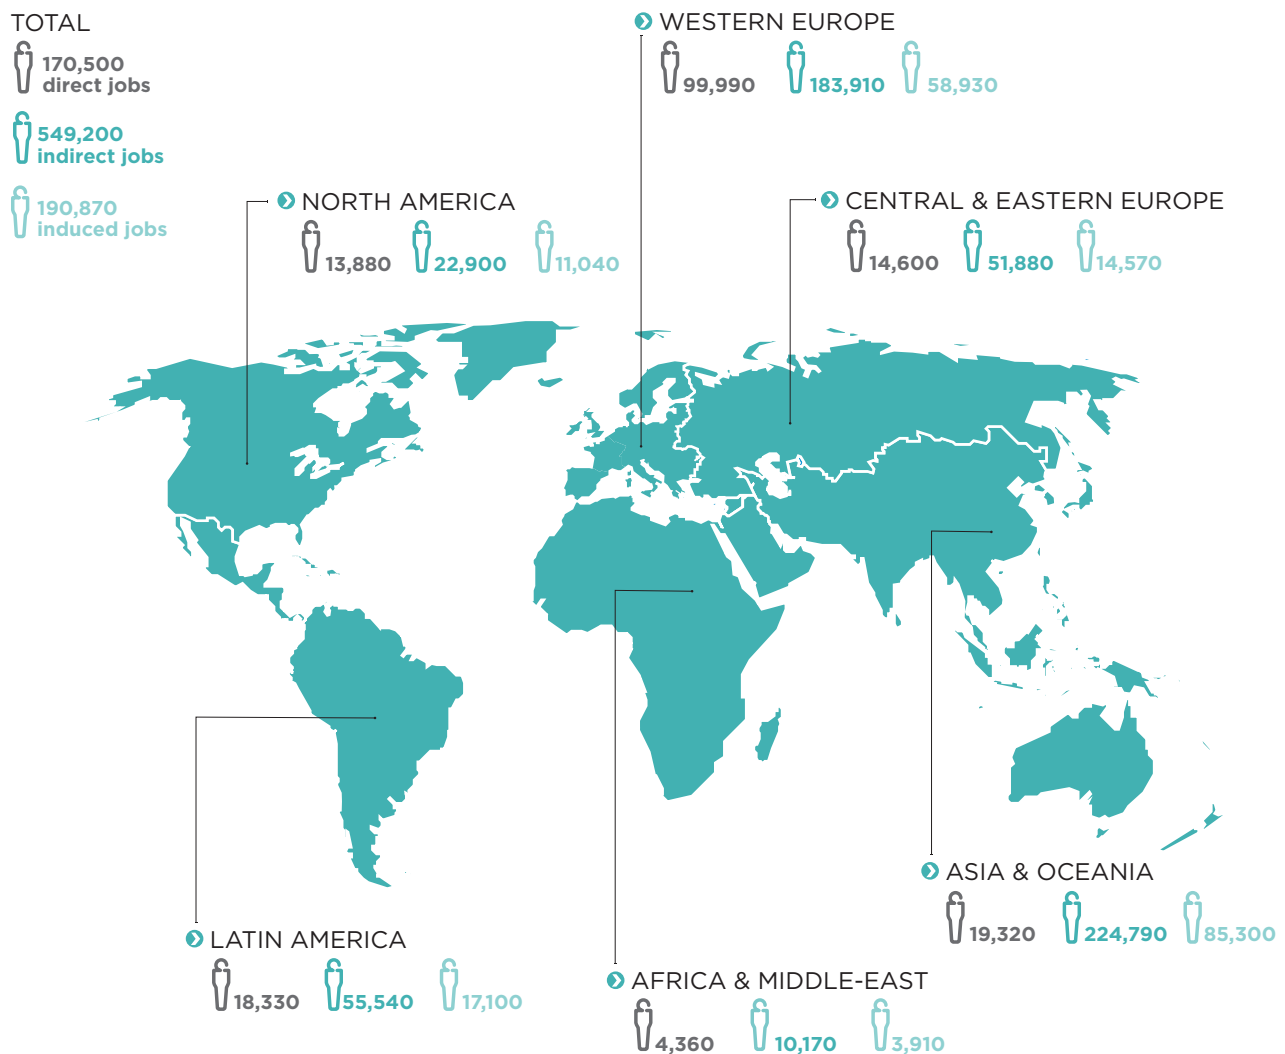 TOTAL
170,500
direct jobs
549,200
indirect jobs
190,870
induced jobs
WESTERN EUROPE
99,990
183,910
58,930
NORTH AMERICA
13,880
22,900
11,040
CENTRAL & EASTERN EUROPE
14,600
51,880
14,570
ASIA & OCEANIA
19,320
224,790
85,300
LATIN AMERICA
18,330
55,540
17,100
AFRICA & MIDDLE-EAST
4,360
10,170
3,910